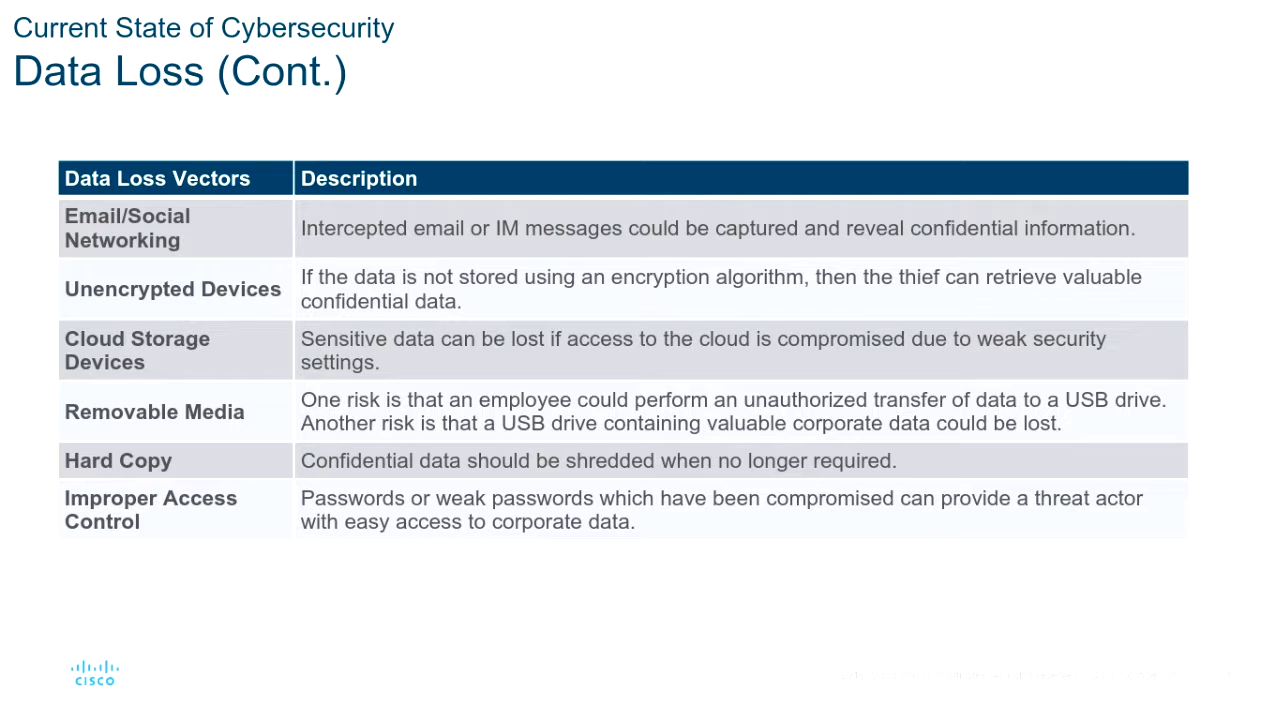 Current State of Cybersecurity
Data Loss (Cont.)
Data Loss Vectors
Description
Email/Social
Networking
Intercepted email or IM messages could be captured and reveal confidential information.
Unencrypted Devices
If the data is not stored using an encryption algorithm, then the thief can retrieve valuable
confidential data.
Cloud Storage
Devices
Sensitive data can be lost if access to the cloud is compromised due to weak security
settings.
Removable Media
One risk is that an employee could perform an unauthorized transfer of data to a USB drive.
Another risk is that a USB drive containing valuable corporate data could be lost.
Hard Copy
Confidential data should be shredded when no longer required.
Improper Access
Control
Passwords or weak passwords which have been compromised can provide a threat actor
with easy access to corporate data.
CISCO